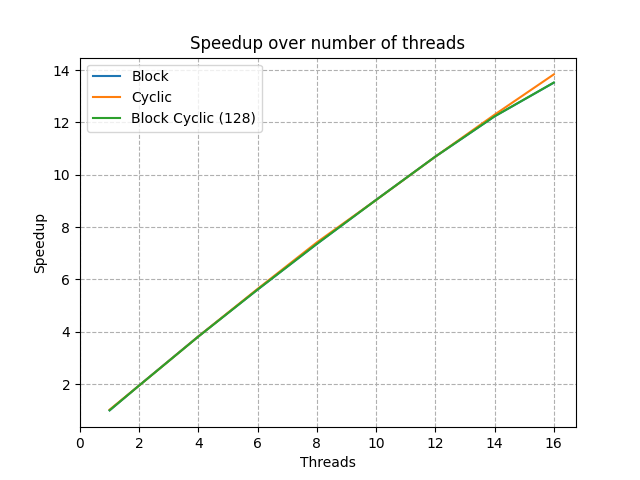 Speedup over number of threads
Block
Cyclic
Block Cyclic (128)
14
12
10
8
6
4
2
Speedup
0 2 4 6 8 10 12 14 16
Threads